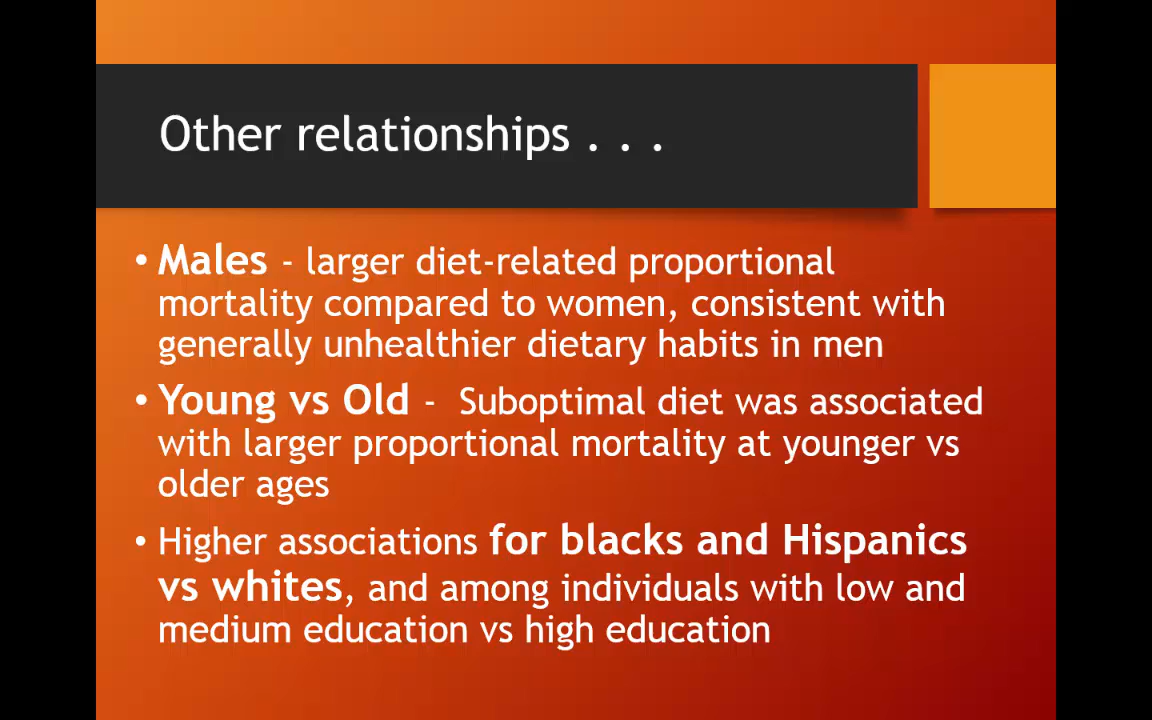 Other relationships . . .
• Males - larger diet-related proportional
mortality compared to women, consistent with
generally unhealthier dietary habits in men
• Young vs Old -  Suboptimal diet was associated
with larger proportional mortality at younger vs
older ages
• Higher associations for blacks and Hispanics
vs whites, and among individuals with low and
medium education vs high education